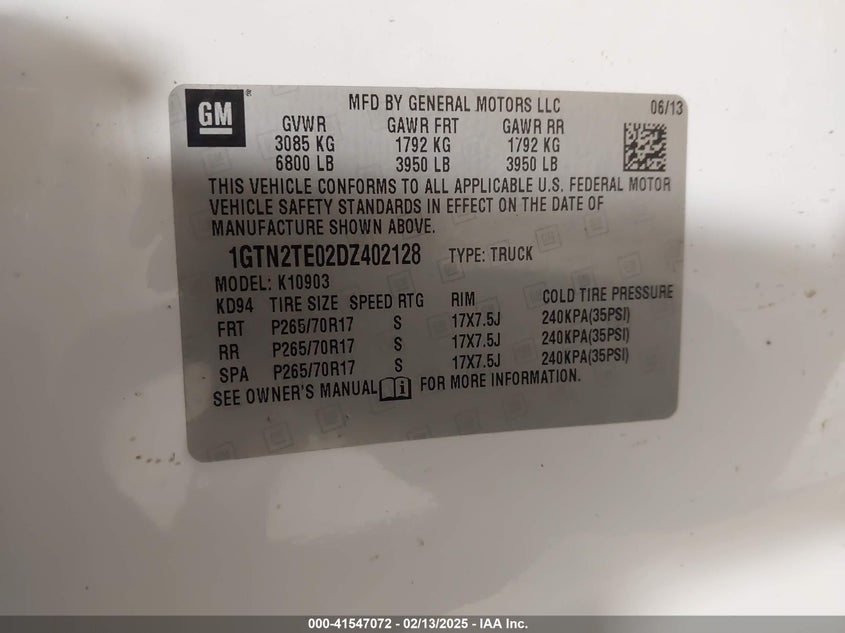 GM ®
MFD BY GENERAL MOTORS LLC 06/13
GVWR GAWR FRT GAWR RR
3085 KG 1792 KG 1792 KG
6800 LB 3950 LB 3950 LB
THIS VEHICLE CONFORMS TO ALL APPLICABLE U.S. FEDERAL MOTOR
VEHICLE SAFETY STANDARDS IN EFFECT ON THE DATE OF
MANUFACTURE SHOWN ABOVE.
1GTN2TE02DZ402128 TYPE: TRUCK
MODEL: K10903
KD94 TIRE SIZE SPEED RTG RIM COLD TIRE PRESSURE
FRT P265/70R17 S 17X7.5J 240KPA(35PSI)
RR P265/70R17 S 17X7.5J 240KPA(35PSI)
SPA P265/70R17 S 17X7.5J 240KPA(35PSI)
SEE OWNER'S MANUAL FOR MORE INFORMATION.
000-41547072 - 02/13/2025 - IAA Inc.